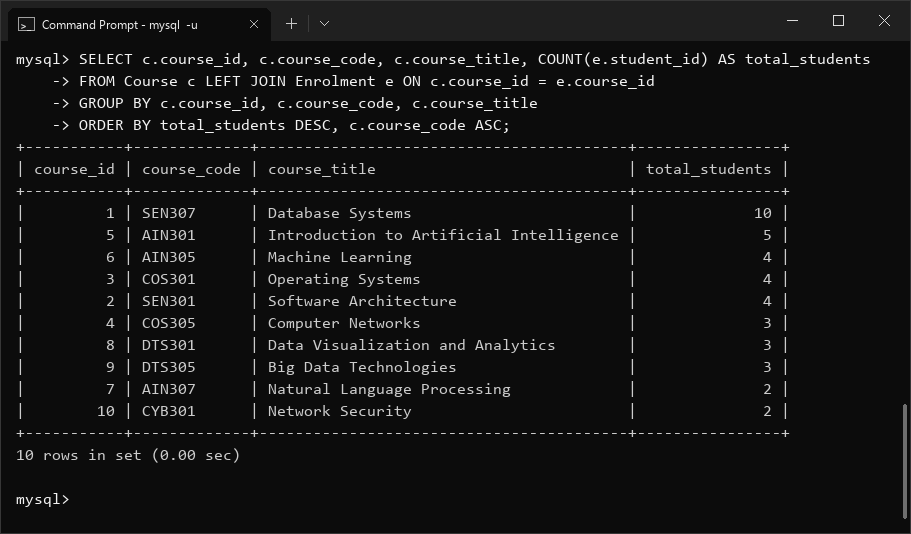 Command Prompt - mysql  -u
mysql> SELECT c.course_id, c.course_code, c.course_title, COUNT(e.student_id) AS total_students
    -> FROM Course c LEFT JOIN Enrolment e ON c.course_id = e.course_id
    -> GROUP BY c.course_id, c.course_code, c.course_title
    -> ORDER BY total_students DESC, c.course_code ASC;
+-----------+-------------+-----------------------------------------+----------------+
| course_id | course_code | course_title                            | total_students |
+-----------+-------------+-----------------------------------------+----------------+
|         1 | SEN307      | Database Systems                        |             10 |
|         5 | AIN301      | Introduction to Artificial Intelligence |              5 |
|         6 | AIN305      | Machine Learning                        |              4 |
|         3 | COS301      | Operating Systems                       |              4 |
|         2 | SEN301      | Software Architecture                   |              4 |
|         4 | COS305      | Computer Networks                       |              3 |
|         8 | DTS301      | Data Visualization and Analytics        |              3 |
|         9 | DTS305      | Big Data Technologies                   |              3 |
|         7 | AIN307      | Natural Language Processing             |              2 |
|        10 | CYB301      | Network Security                        |              2 |
+-----------+-------------+-----------------------------------------+----------------+
10 rows in set (0.00 sec)
mysql>